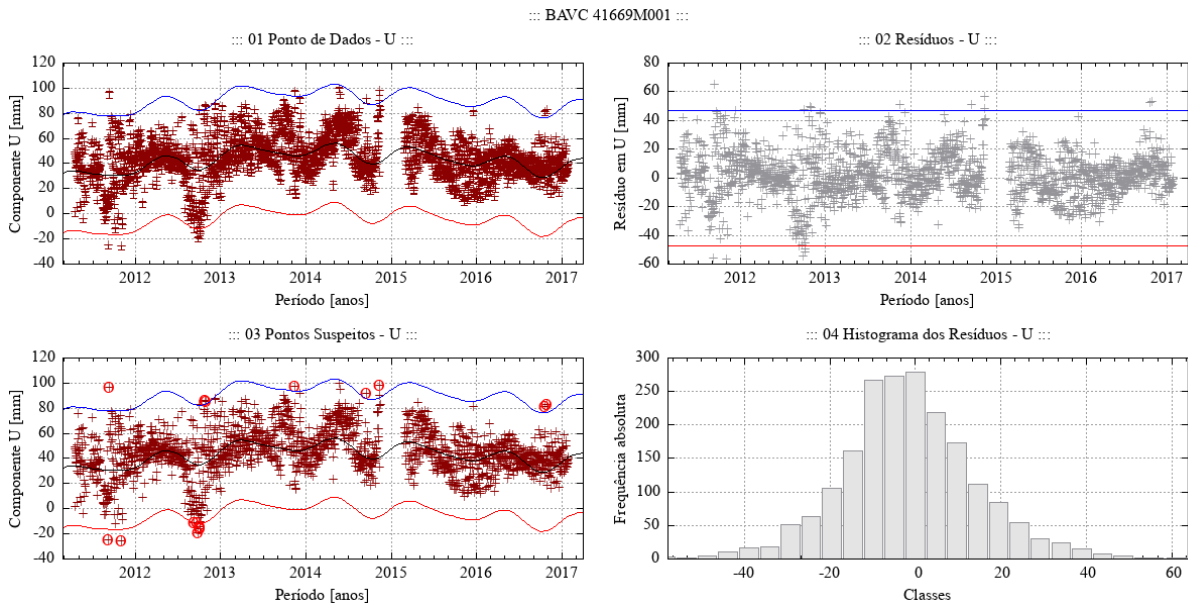 ::: BAVC 41669M001 :::
::: 01 Ponto de Dados - U :::
Componente U [mm]
120
100
80
60
40
20
0
-20
-40
2012 2013 2014 2015 2016 2017
Período [anos]
::: 02 Resíduos - U :::
Resíduo em U [mm]
80
60
40
20
0
-20
-40
-60
2012 2013 2014 2015 2016 2017
Período [anos]
::: 03 Pontos Suspeitos - U :::
Componente U [mm]
120
100
80
60
40
20
0
-20
-40
2012 2013 2014 2015 2016 2017
Período [anos]
::: 04 Histograma dos Resíduos - U :::
Frequência absoluta
300
250
200
150
100
50
0
-40 -20 0 20 40 60
Classes